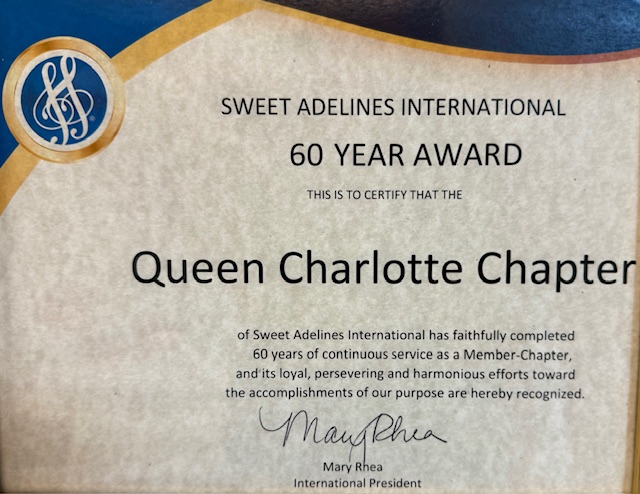 SWEET ADELINES INTERNATIONAL
60 YEAR AWARD
THIS IS TO CERTIFY THAT THE
Queen Charlotte Chapter
of Sweet Adelines International has faithfully completed
60 years of continuous service as a Member-Chapter,
and its loyal, persevering and harmonious efforts toward
the accomplishments of our purpose are hereby recognized.
Mary Rhea
Mary Rhea
International President